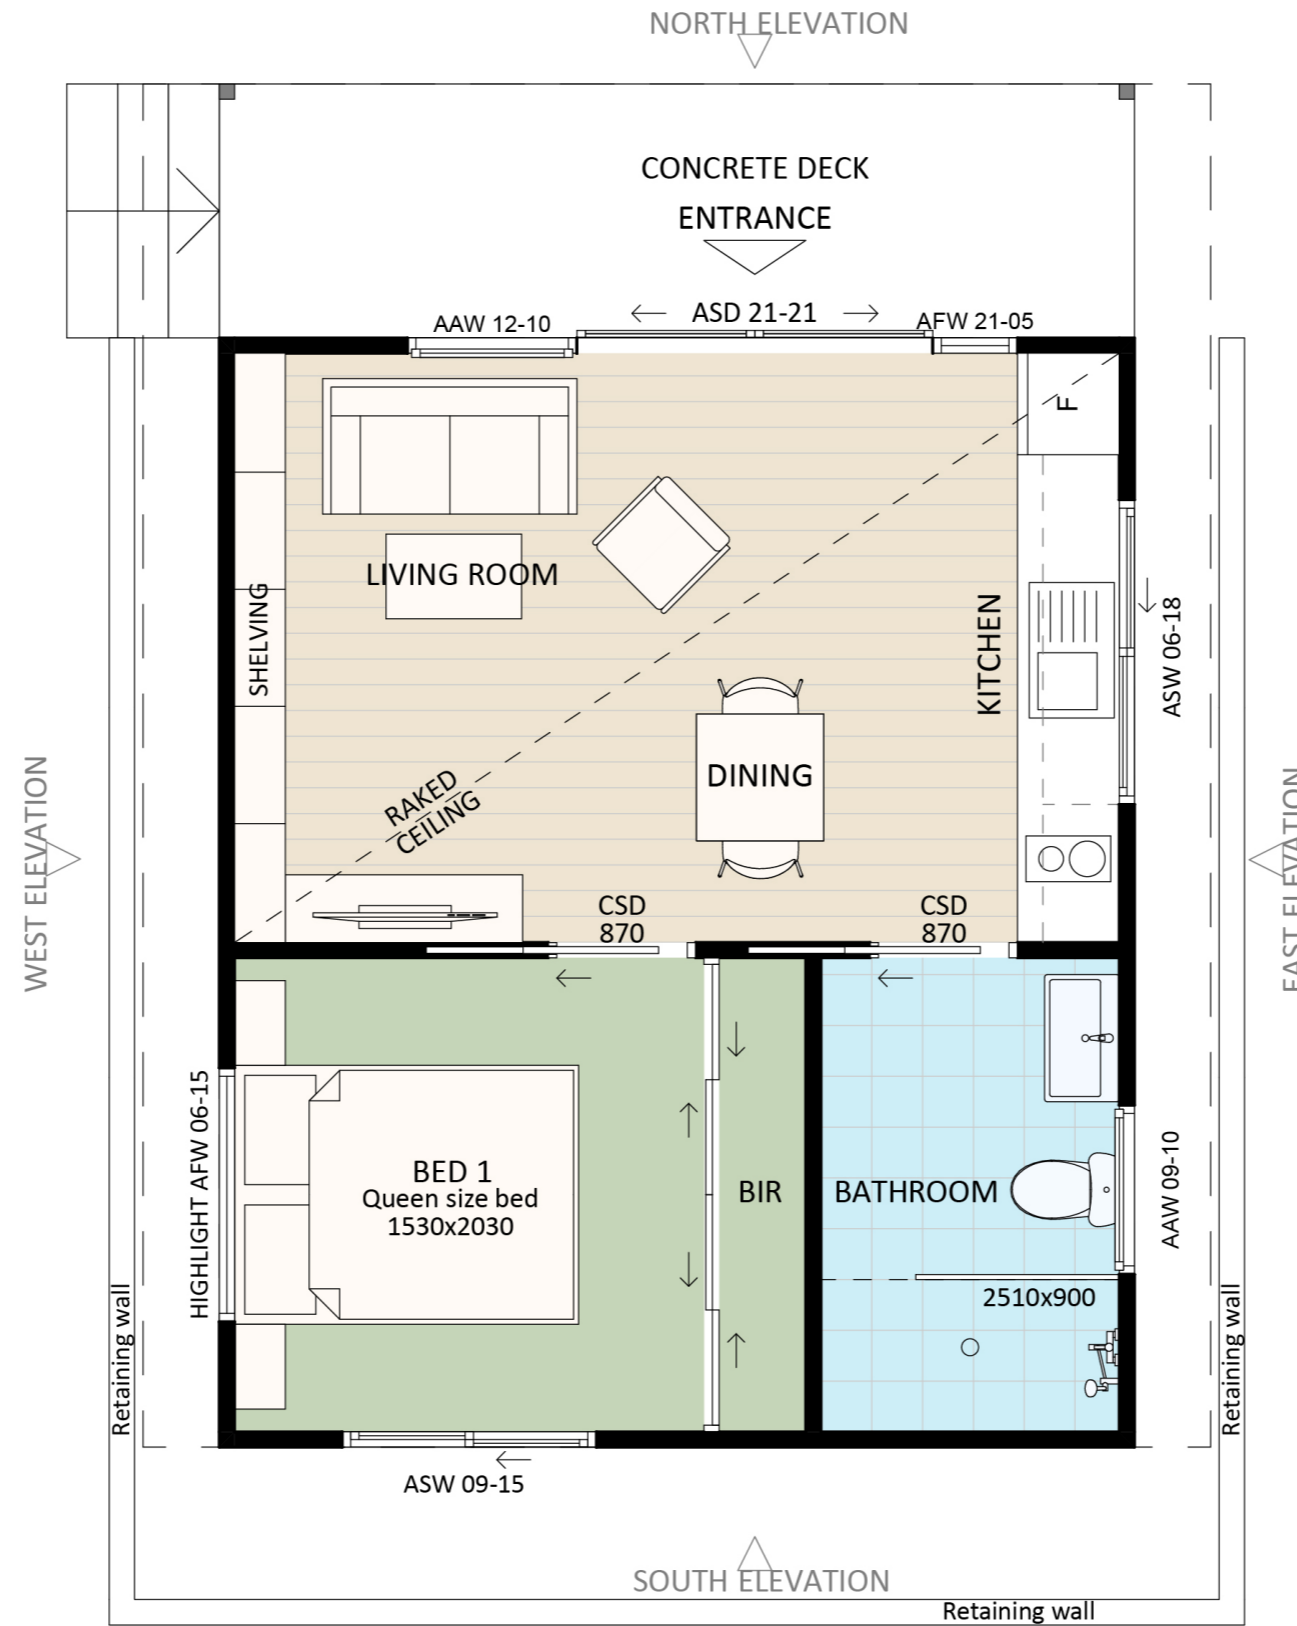 NORTH ELEVATION
CONCRETE DECK
ENTRANCE
ASD 21-21
AAW 12-10
AFW 21-05
F
LIVING ROOM
SHELVING
KITCHEN
ASW 06-18
DINING
RAKED
CEILING
WEST ELEVATION
EAST ELEVATION
CSD
870
CSD
870
HIGHLIGHT AFW 06-15
BED 1
Queen size bed
1530x2030
BIR
BATHROOM
AAW 09-10
2510x900
Retaining wall
Retaining wall
ASW 09-15
SOUTH ELEVATION
Retaining wall